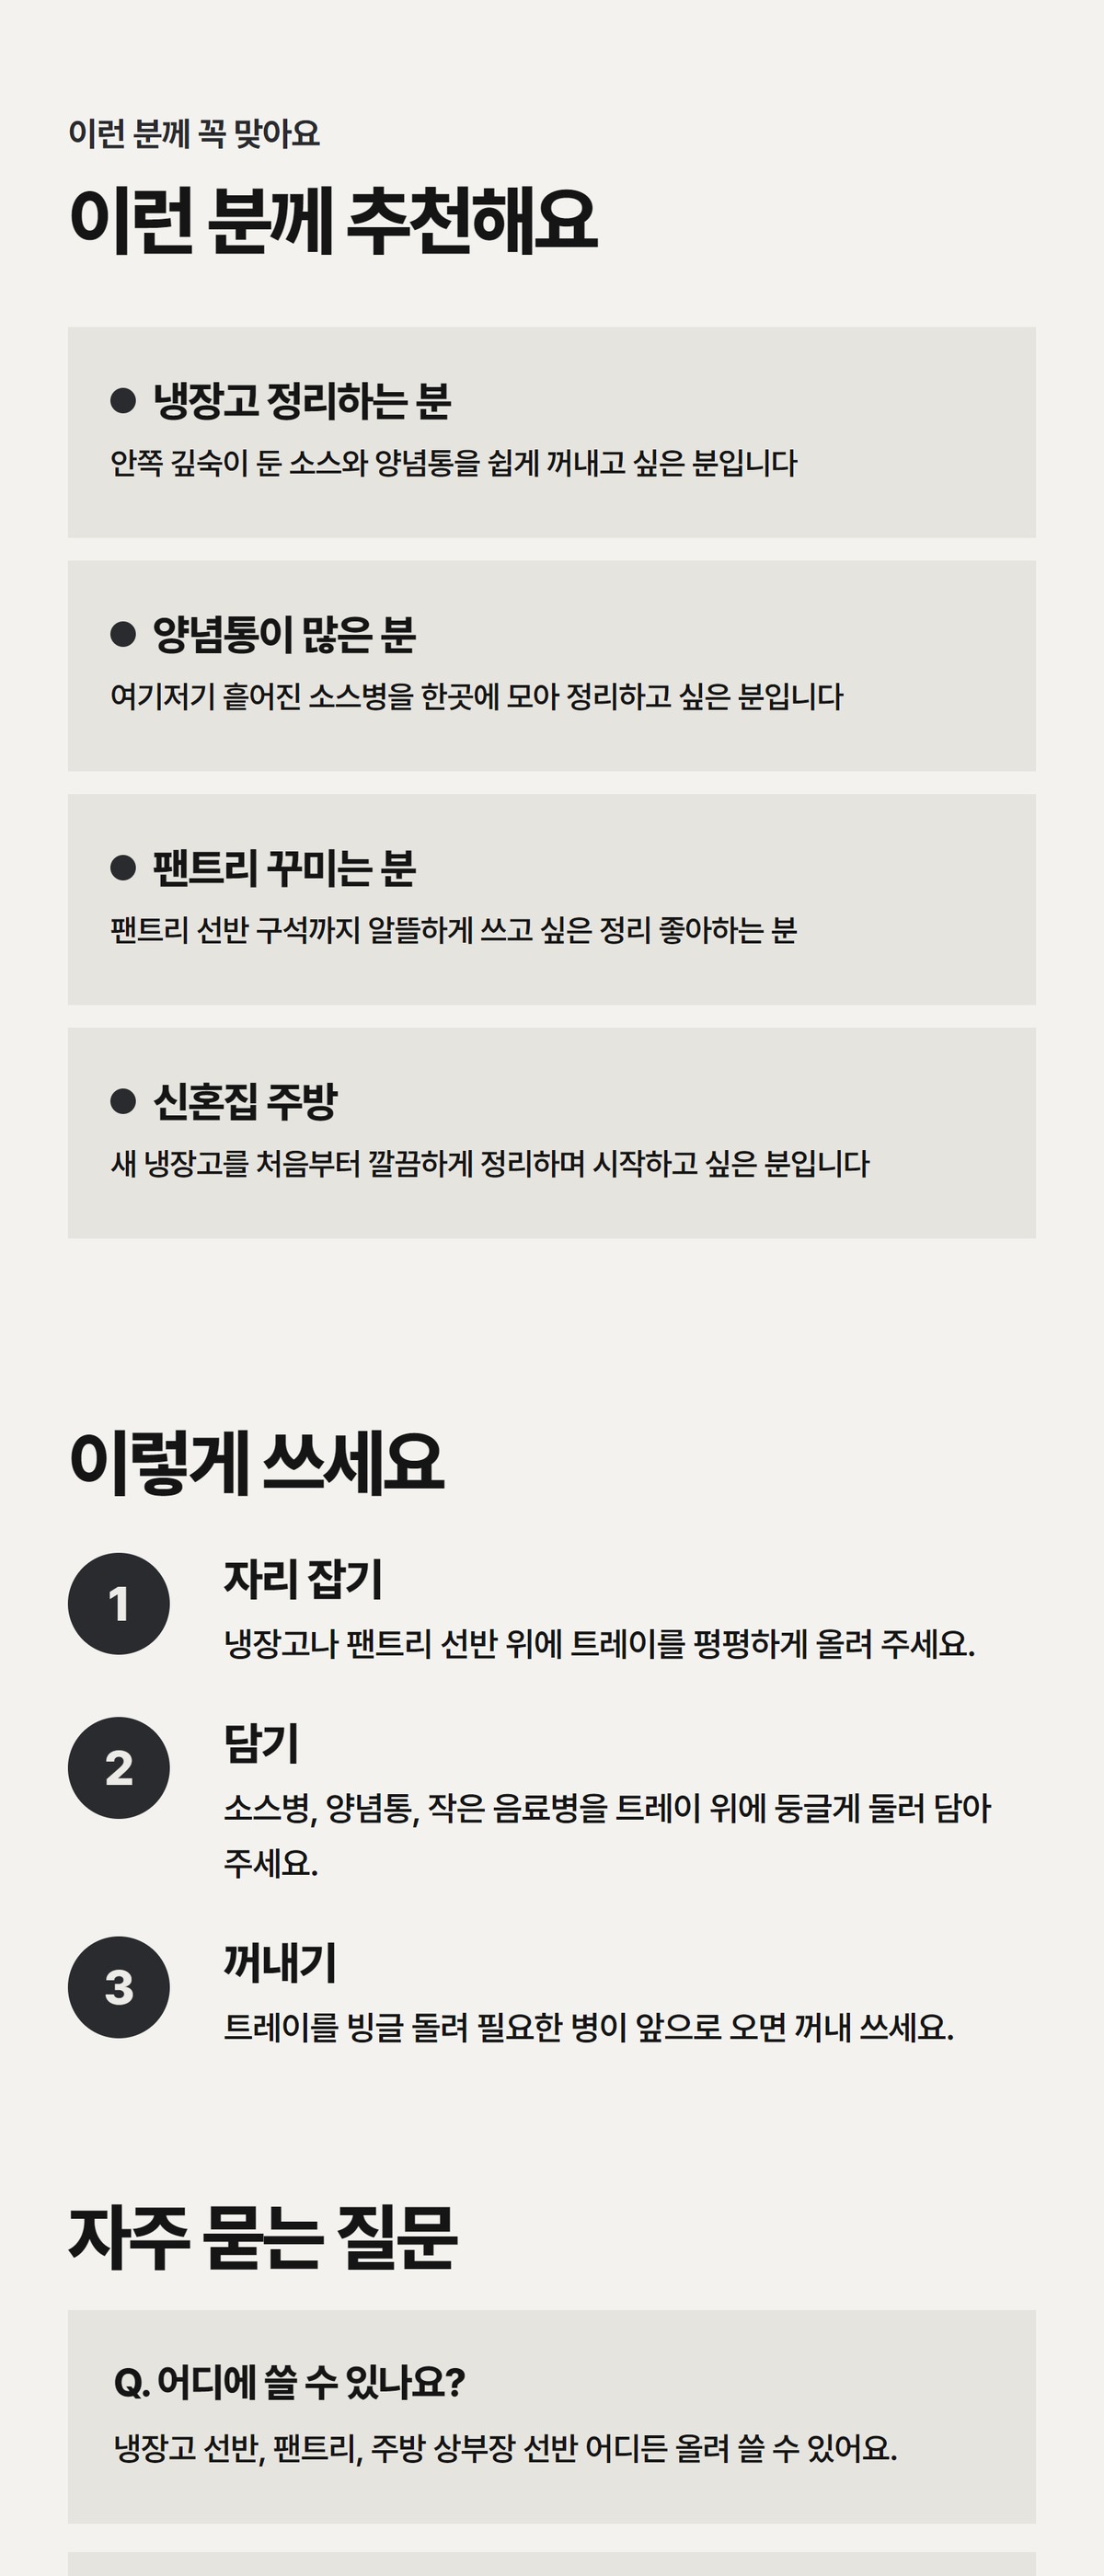 이런 분께 꼭 맞아요
이런 분께 추천해요
냉장고 정리하는 분
안쪽 깊숙이 둔 소스와 양념통을 쉽게 꺼내고 싶은 분입니다
양념통이 많은 분
여기저기 흩어진 소스병을 한곳에 모아 정리하고 싶은 분입니다
팬트리 꾸미는 분
팬트리 선반 구석까지 알뜰하게 쓰고 싶은 정리 좋아하는 분
신혼집 주방
새 냉장고를 처음부터 깔끔하게 정리하며 시작하고 싶은 분입니다
이렇게 쓰세요
1
자리 잡기
냉장고나 팬트리 선반 위에 트레이를 평평하게 올려 주세요.
2
담기
소스병, 양념통, 작은 음료병을 트레이 위에 둥글게 둘러 담아
주세요.
3
꺼내기
트레이를 빙글 돌려 필요한 병이 앞으로 오면 꺼내 쓰세요.
자주 묻는 질문
Q. 어디에 쓸 수 있나요?
냉장고 선반, 팬트리, 주방 상부장 선반 어디든 올려 쓸 수 있어요.